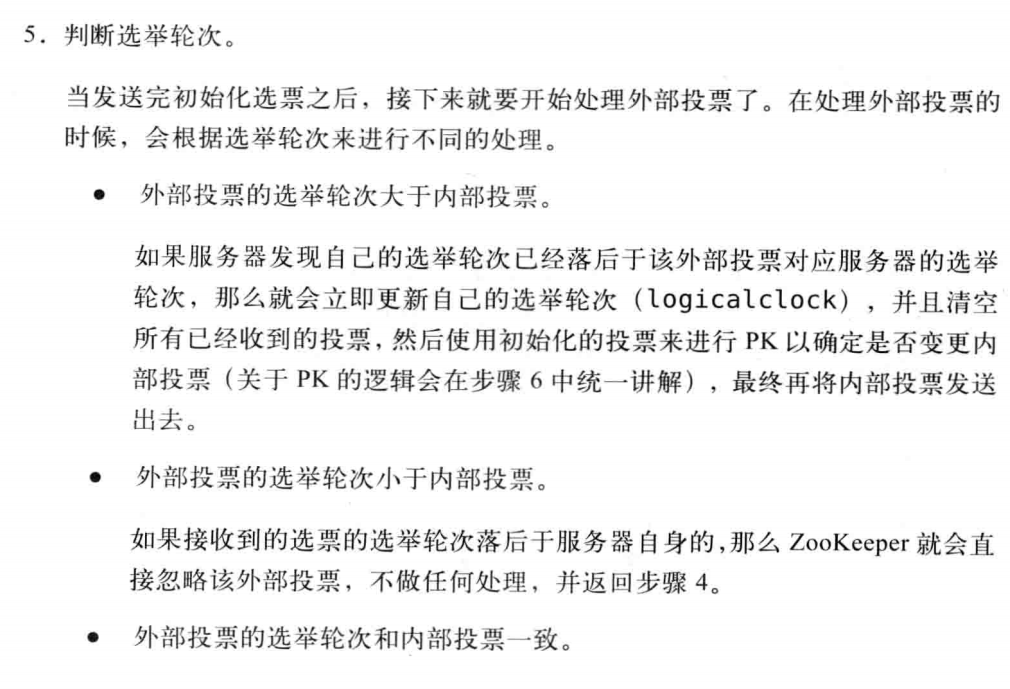 5. 判断选举轮次。
当发送完初始化选票之后，接下来就要开始处理外部投票了。在处理外部投票的
时候，会根据选举轮次来进行不同的处理。
● 外部投票的选举轮次大于内部投票。
如果服务器发现自己的选举轮次已经落后于该外部投票对应服务器的选举
轮次，那么就会立即更新自己的选举轮次（logicalclock），并且清空
所有已经收到的投票，然后使用初始化的投票来进行 PK 以确定是否变更内
部投票（关于 PK 的逻辑会在步骤 6 中统一讲解），最终再将内部投票发送
出去。
● 外部投票的选举轮次小于内部投票。
如果接收到的选票的选举轮次落后于服务器自身的，那么 ZooKeeper 就会直
接忽略该外部投票，不做任何处理，并返回步骤 4。
● 外部投票的选举轮次和内部投票一致。